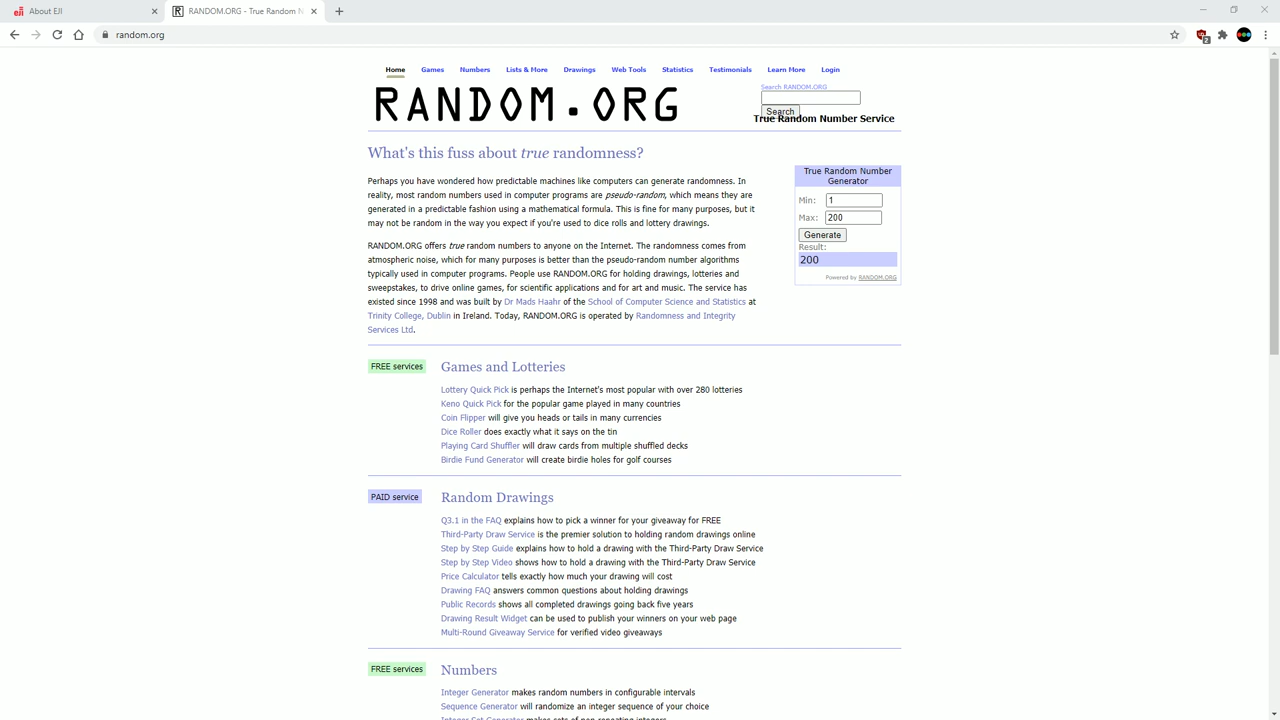 About EJI
RANDOM.ORG - True Random N
random.org
2
Home Games Numbers Lists & More Drawings Web Tools Statistics Testimonials Learn More Login
RANDOM.ORG
Search RANDOM.ORG
Search
True Random Number Service
What's this fuss about true randomness?
Perhaps you have wondered how predictable machines like computers can generate randomness. In
reality, most random numbers used in computer programs are pseudo-random, which means they are
generated in a predictable fashion using a mathematical formula. This is fine for many purposes, but it
may not be random in the way you expect if you're used to dice rolls and lottery drawings.
RANDOM.ORG offers true random numbers to anyone on the Internet. The randomness comes from
atmospheric noise, which for many purposes is better than the pseudo-random number algorithms
typically used in computer programs. People use RANDOM.ORG for holding drawings, lotteries and
sweepstakes, to drive online games, for scientific applications and for art and music. The service has
existed since 1998 and was built by Dr Mads Haahr of the School of Computer Science and Statistics at
Trinity College, Dublin in Ireland. Today, RANDOM.ORG is operated by Randomness and Integrity
Services Ltd.
True Random Number
Generator
Min: 1
Max: 200
Generate
Result:
200
Powered by RANDOM.ORG
FREE services
Games and Lotteries
Lottery Quick Pick is perhaps the Internet's most popular with over 280 lotteries
Keno Quick Pick for the popular game played in many countries
Coin Flipper will give you heads or tails in many currencies
Dice Roller does exactly what it says on the tin
Playing Card Shuffler will draw cards from multiple shuffled decks
Birdie Fund Generator will create birdie holes for golf courses
PAID service
Random Drawings
Q3.1 in the FAQ explains how to pick a winner for your giveaway for FREE
Third-Party Draw Service is the premier solution to holding random drawings online
Step by Step Guide explains how to hold a drawing with the Third-Party Draw Service
Step by Step Video shows how to hold a drawing with the Third-Party Draw Service
Price Calculator tells exactly how much your drawing will cost
Drawing FAQ answers common questions about holding drawings
Public Records shows all completed drawings going back five years
Drawing Result Widget can be used to publish your winners on your web page
Multi-Round Giveaway Service for verified video giveaways
FREE services
Numbers
Integer Generator makes random numbers in configurable intervals
Sequence Generator will randomize an integer sequence of your choice
Integer Set Generator makes sets of non-repeating integers